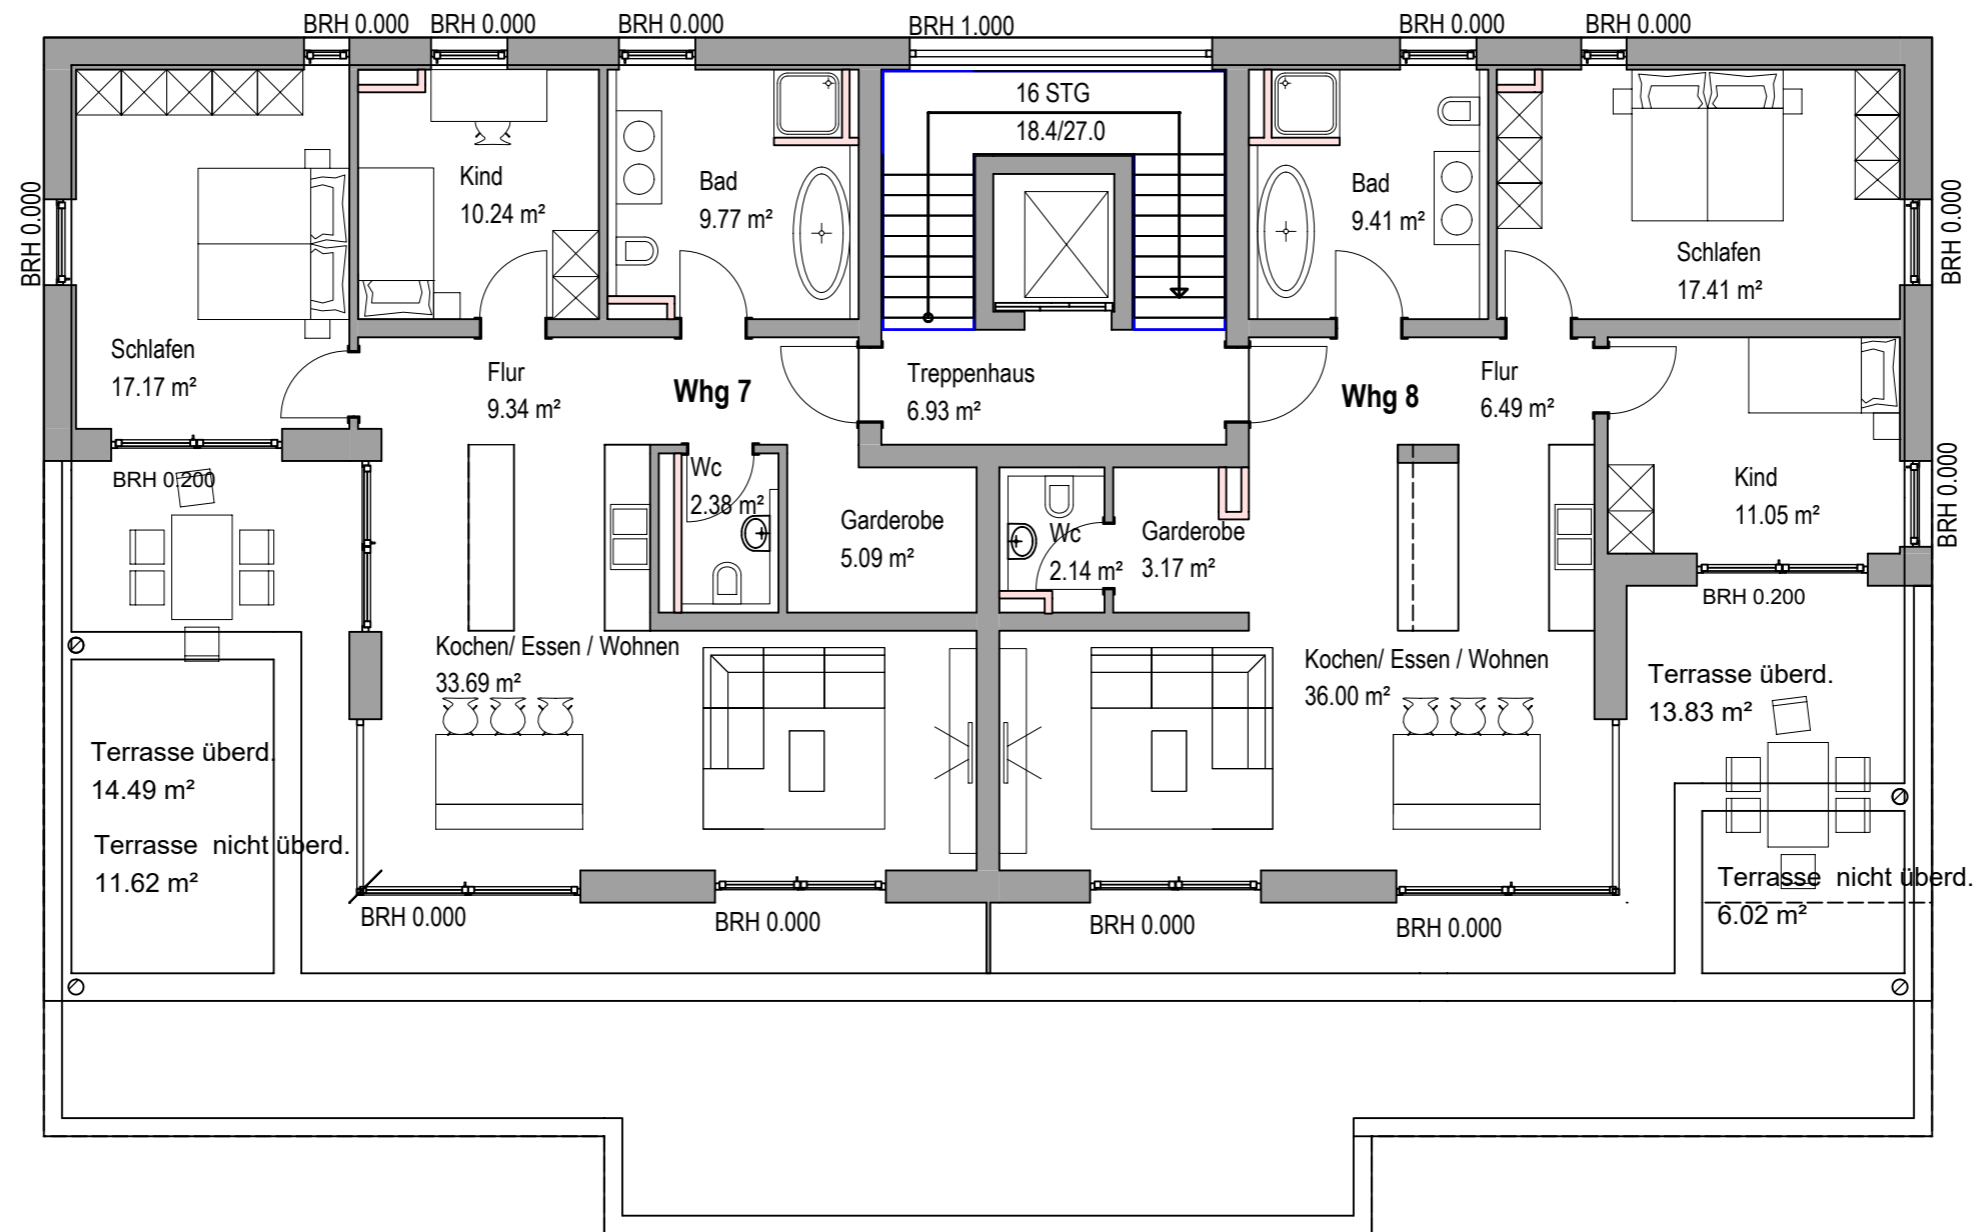 BRH 0.000
BRH 0.000
BRH 0.000
BRH 1.000
BRH 0.000
BRH 0.000
16 STG
18.4/27.0
Kind
10.24 m²
Bad
9.77 m²
Bad
9.41 m²
Schlafen
17.41 m²
BRH 0.000
BRH 0.000
Schlafen
17.17 m²
Flur
9.34 m²
Whg 7
Treppenhaus
6.93 m²
Whg 8
Flur
6.49 m²
BRH 0.200
Wc
2.38 m²
Garderobe
5.09 m²
Wc
2.14 m²
Garderobe
3.17 m²
Kind
11.05 m²
BRH 0.000
BRH 0.200
Kochen/ Essen / Wohnen
33.69 m²
Kochen/ Essen / Wohnen
36.00 m²
Terrasse überd.
13.83 m²
Terrasse überd.
14.49 m²
Terrasse nicht überd.
11.62 m²
Terrasse nicht überd.
6.02 m²
BRH 0.000
BRH 0.000
BRH 0.000
BRH 0.000